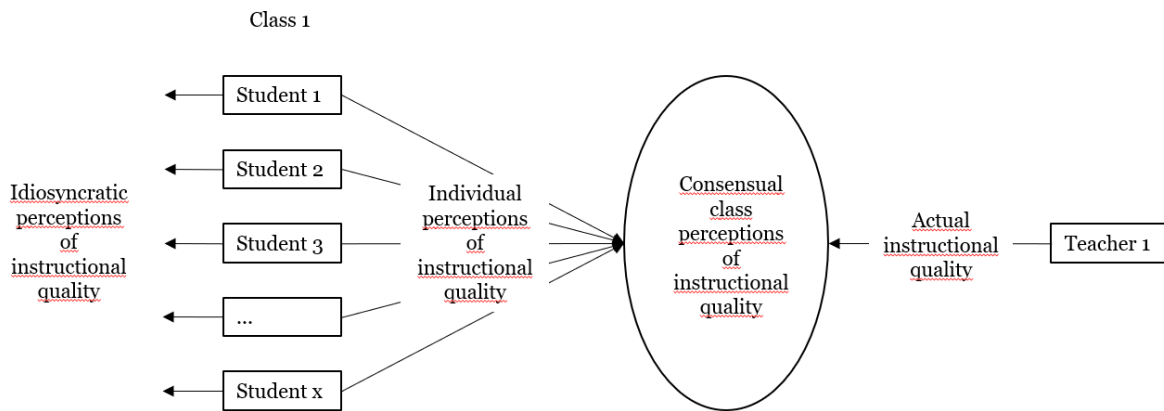 Class 1
Student 1
Student 2
Student 3
...
Student x
Idiosyncratic
perceptions
of
instructional
quality
Individual
perceptions
of
instructional
quality
Consensual
class
perceptions
of
instructional
quality
Actual
instructional
quality
Teacher 1